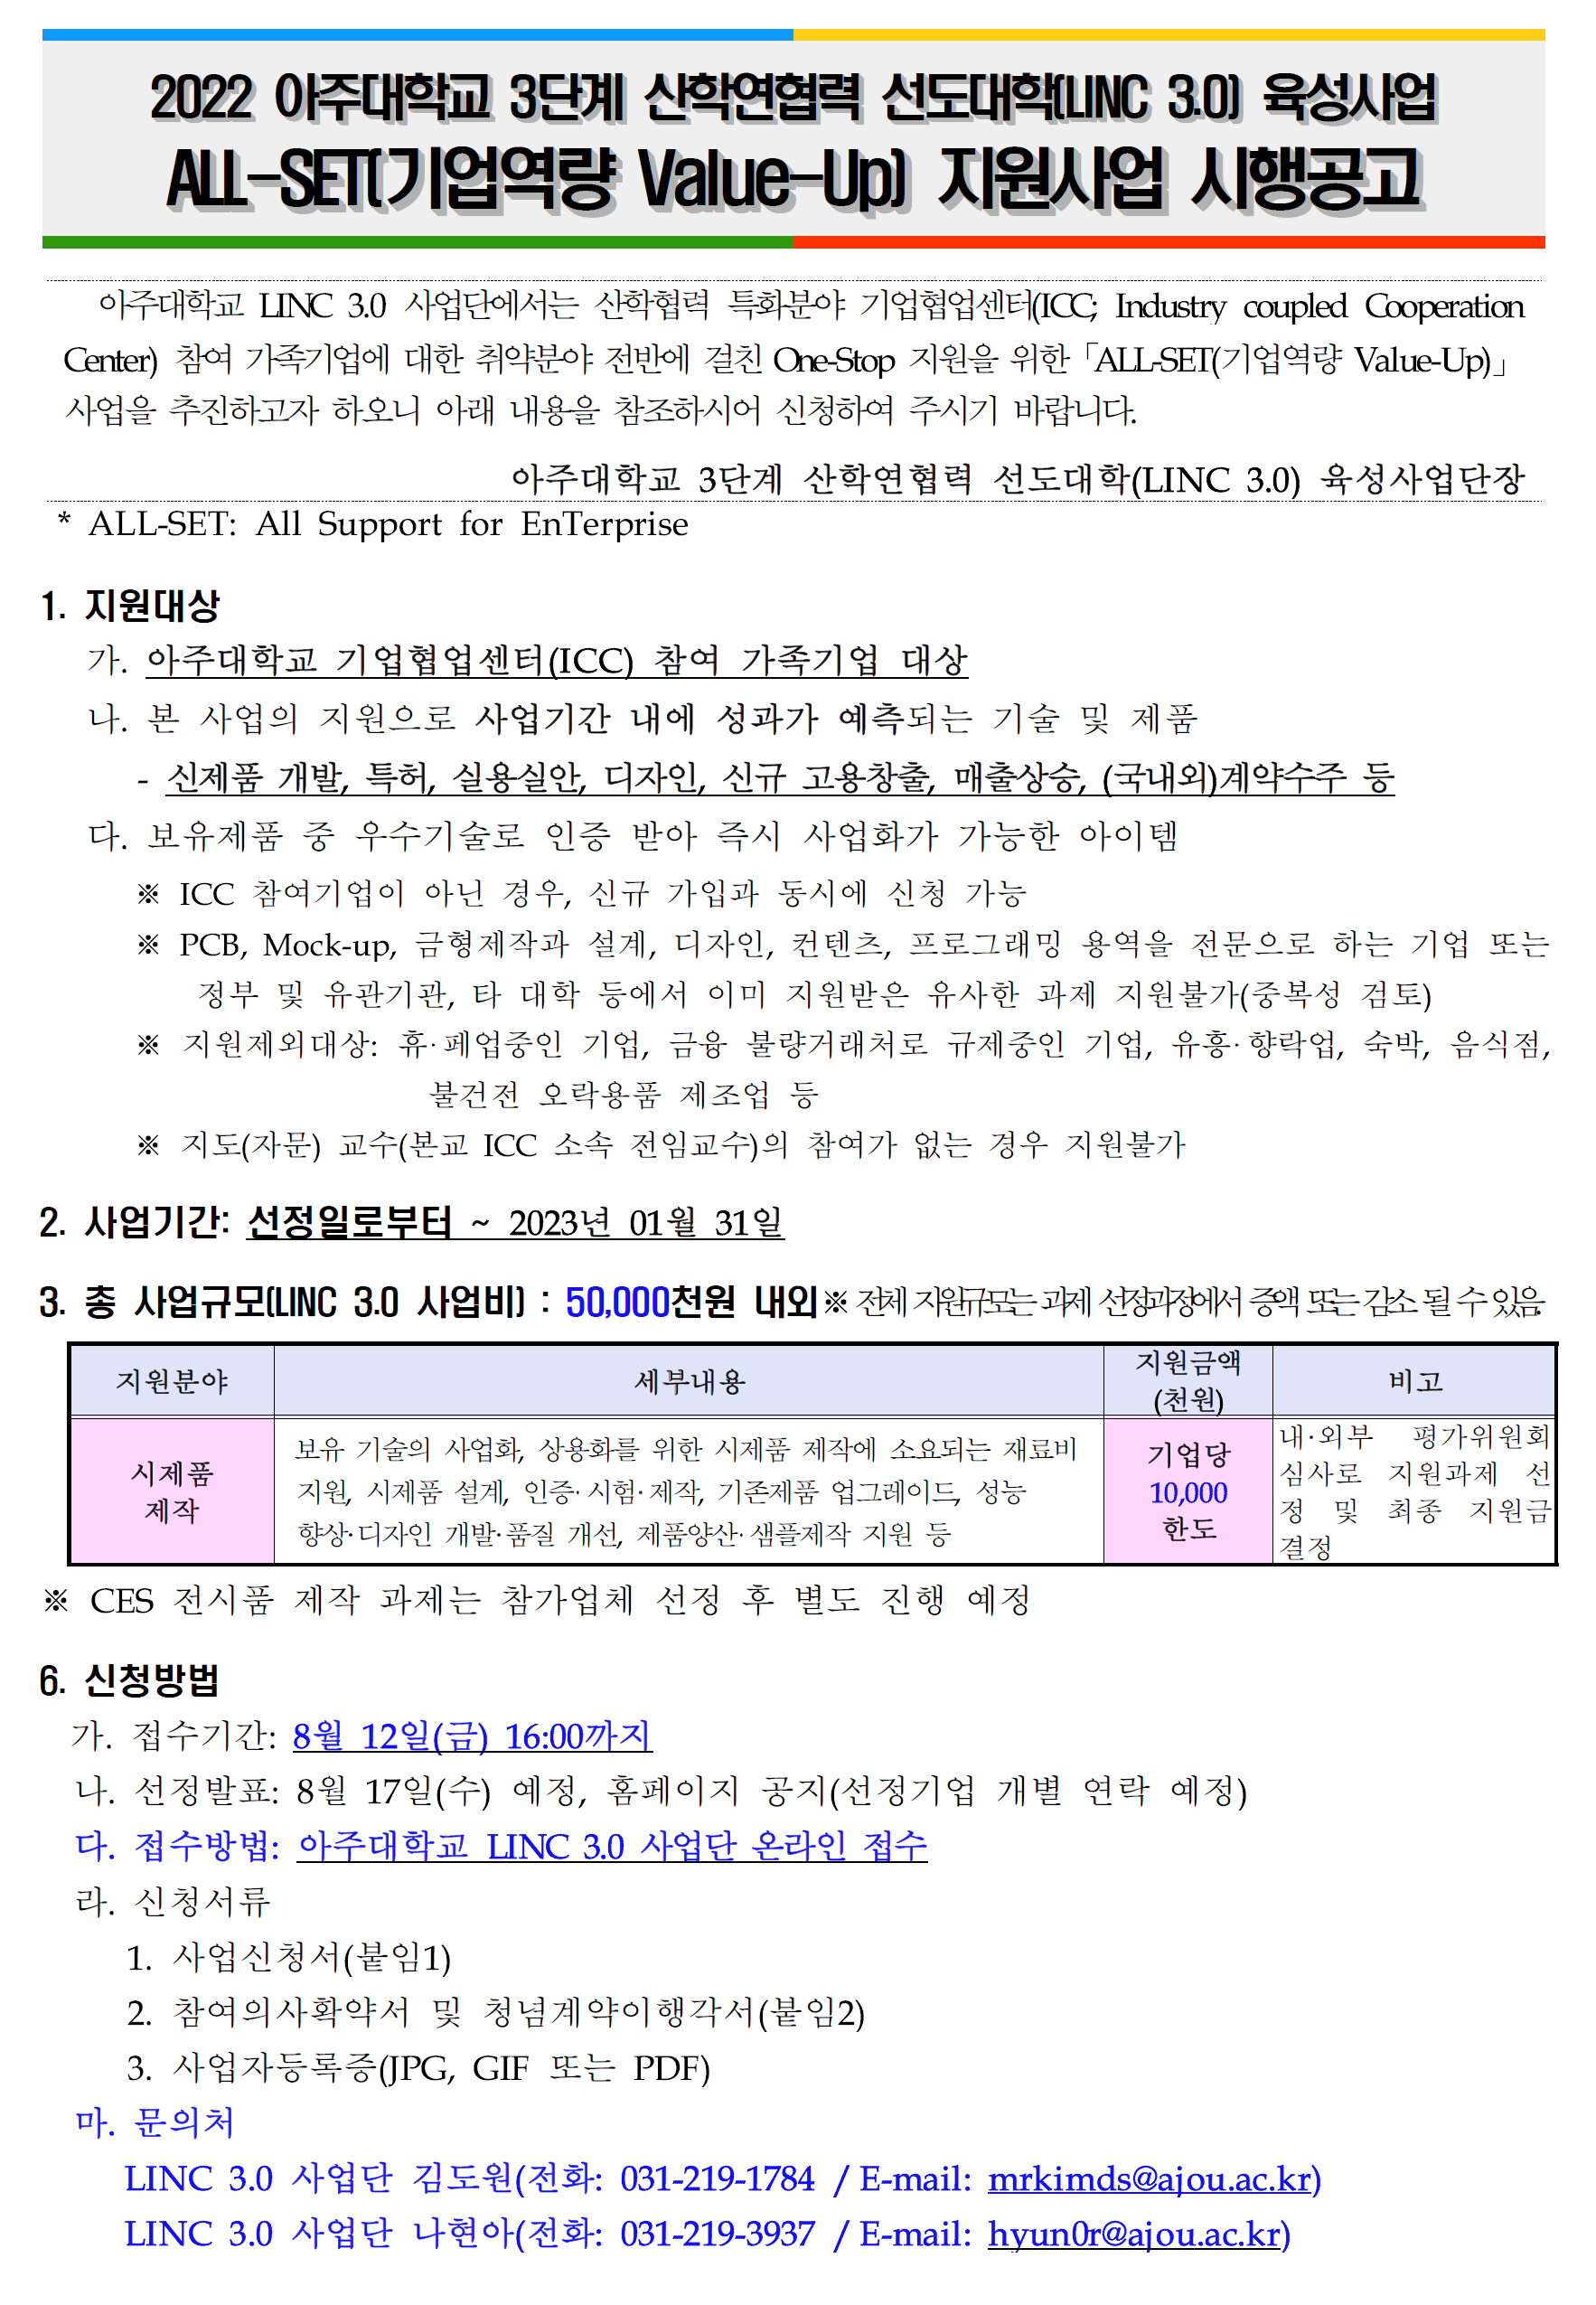 2022 아주대학교 3단계 산학연협력 선도대학(LINC 3.0) 육성사업
ALL-SET(기업역량 Value-Up) 지원사업 시행공고
아주대학교 LINC 3.0 사업단에서는 산학협력 특화분야 기업협업센터(ICC; Industry coupled Cooperation
Center) 참여 가족기업에 대한 취약분야 전반에 걸친 One-Stop 지원을 위한「ALL-SET(기업역량 Value-Up)」
사업을 추진하고자 하오니 아래 내용을 참조하시어 신청하여 주시기 바랍니다.
아주대학교 3단계 산학연협력 선도대학(LINC 3.0) 육성사업단장
* ALL-SET: All Support for EnTerprise
1. 지원대상
가. 아주대학교 기업협업센터(ICC) 참여 가족기업 대상
나. 본 사업의 지원으로 사업기간 내에 성과가 예측되는 기술 및 제품
- 신제품 개발, 특허, 실용실안, 디자인, 신규 고용창출, 매출상승, (국내외)계약수주 등
다. 보유제품 중 우수기술로 인증 받아 즉시 사업화가 가능한 아이템
※ ICC 참여기업이 아닌 경우, 신규 가입과 동시에 신청 가능
※ PCB, Mock-up, 금형제작과 설계, 디자인, 컨텐츠, 프로그래밍 용역을 전문으로 하는 기업 또는
정부 및 유관기관, 타 대학 등에서 이미 지원받은 유사한 과제 지원불가(중복성 검토)
※ 지원제외대상: 휴·페업중인 기업, 금융 불량거래처로 규제중인 기업, 유흥·향락업, 숙박, 음식점,
불건전 오락용품 제조업 등
※ 지도(자문) 교수(본교 ICC 소속 전임교수)의 참여가 없는 경우 지원불가
2. 사업기간: 선정일로부터 ~ 2023년 01월 31일
3. 총 사업규모(LINC 3.0 사업비) : 50,000천원 내외※ 전체 지원규모는 과제 선정과정에서 증액 또는 감소 될 수 있음.
지원분야 세부내용 지원금액 비고
(천원)
시제품
제작
보유 기술의 사업화, 상용화를 위한 시제품 제작에 소요되는 재료비
지원, 시제품 설계, 인증·시험·제작, 기존제품 업그레이드, 성능
향상·디자인 개발·품질 개선, 제품양산·샘플제작 지원 등
기업당
10,000
한도
내·외부 평가위원회
심사로 지원과제 선
정 및 최종 지원금
결정
※ CES 전시품 제작 과제는 참가업체 선정 후 별도 진행 예정
6. 신청방법
가. 접수기간: 8월 12일(금) 16:00까지
나. 선정발표: 8월 17일(수) 예정, 홈페이지 공지(선정기업 개별 연락 예정)
다. 접수방법: 아주대학교 LINC 3.0 사업단 온라인 접수
라. 신청서류
1. 사업신청서(붙임1)
2. 참여의사확약서 및 청념계약이행각서(붙임2)
3. 사업자등록증(JPG, GIF 또는 PDF)
마. 문의처
LINC 3.0 사업단 김도원(전화: 031-219-1784 / E-mail: mrkimds@ajou.ac.kr)
LINC 3.0 사업단 나현아(전화: 031-219-3937 / E-mail: hyun0r@ajou.ac.kr)